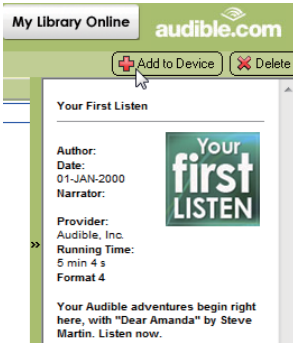 My Library Online
audible.com
Add to Device
Delete
Your First Listen
Author:
Date:
01-JAN-2000
Narrator:
Your
first
LISTEN
Provider:
Audible, Inc.
Running Time:
5 min 4 s
Format 4
»
Your Audible adventures begin right
here, with "Dear Amanda" by Steve
Martin. Listen now.